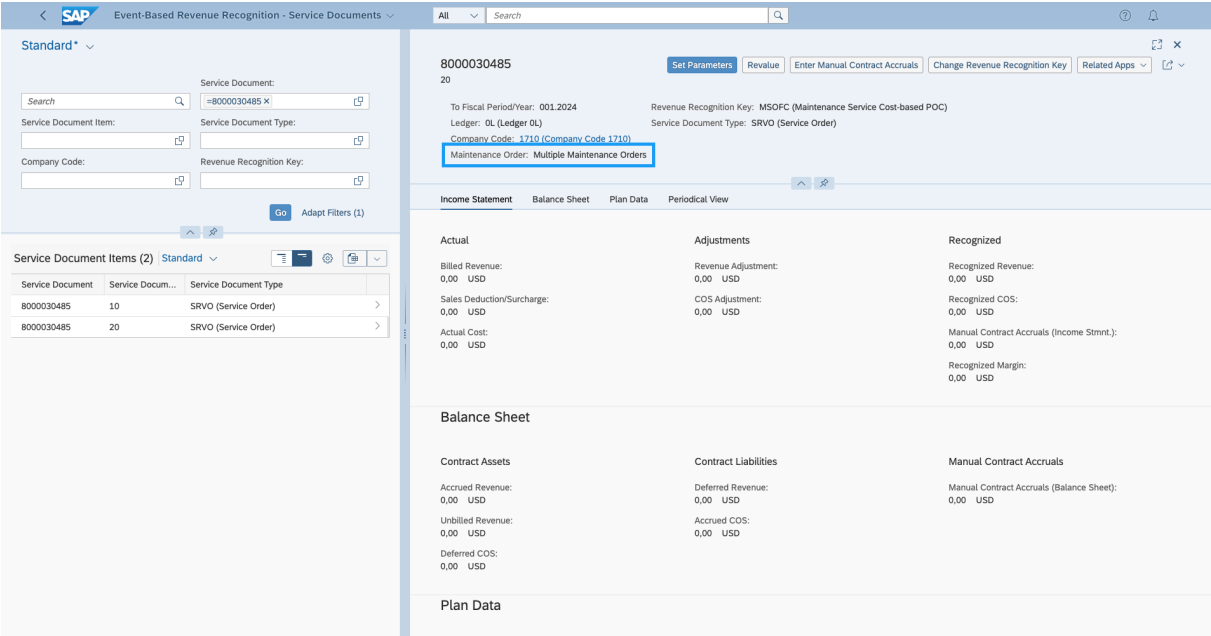 SAP Event-Based Revenue Recognition - Service Documents
All Search
Standard*
Service Document:
Search
=8000030485 ×
Service Document Item: Service Document Type:
Company Code: Revenue Recognition Key:
Go Adapt Filters (1)
Service Document Items (2) Standard
Service Document Service Docum... Service Document Type
8000030485 10 SRVO (Service Order)
8000030485 20 SRVO (Service Order)
8000030485
20
Set Parameters Revalue Enter Manual Contract Accruals Change Revenue Recognition Key Related Apps
To Fiscal Period/Year: 001.2024 Revenue Recognition Key: MSOFC (Maintenance Service Cost-based POC)
Ledger: 0L (Ledger 0L) Service Document Type: SRVO (Service Order)
Company Code: 1710 (Company Code 1710)
Maintenance Order: Multiple Maintenance Orders
Income Statement Balance Sheet Plan Data Periodical View
Actual Adjustments Recognized
Billed Revenue: Revenue Adjustment: Recognized Revenue:
0,00 USD 0,00 USD 0,00 USD
Sales Deduction/Surcharge: COS Adjustment: Recognized COS:
0,00 USD 0,00 USD 0,00 USD
Actual Cost: Manual Contract Accruals (Income Stmnt.):
0,00 USD 0,00 USD
Recognized Margin:
0,00 USD
Balance Sheet
Contract Assets Contract Liabilities Manual Contract Accruals
Accrued Revenue: Deferred Revenue: Manual Contract Accruals (Balance Sheet):
0,00 USD 0,00 USD 0,00 USD
Unbilled Revenue: Accrued COS:
0,00 USD 0,00 USD
Deferred COS:
0,00 USD
Plan Data